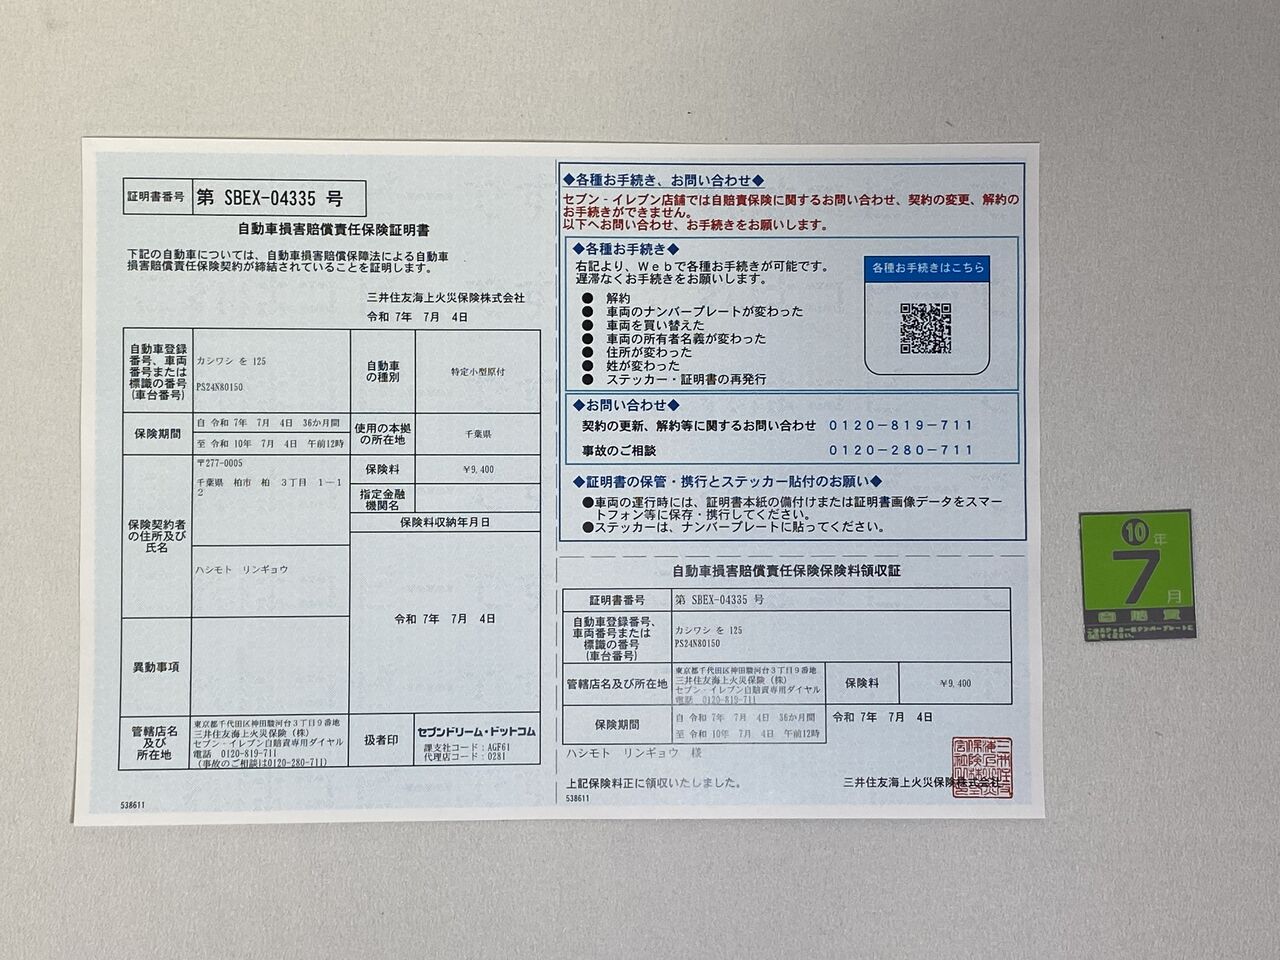 証明書番号 第 SBEX-04335 号
自動車損害賠償責任保険証明書
下記の自動車については、自動車損害賠償保障法による自動車
損害賠償責任保険契約が締結されていることを証明します。
三井住友海上火災保険株式会社
令和 7年 7月 4日
自動車登録
番号、車両
番号または
標識の番号
(車台番号)
カシワシ を 125
PS24N80150
自動車
の種別
特定小型原付
保険期間
自 令和 7年 7月 4日 36か月間
至 令和 10年 7月 4日 午前12時
使用の本拠
の所在地
千葉県
保険契約者
の住所及び
氏名
〒277-0005
千葉県 柏市 柏 3丁目 1-1
2
ハシモト リンギョウ
保険料
¥9,400
指定金融
機関名
保険料収納年月日
令和 7年 7月 4日
異動事項
管轄店名
及び
所在地
東京都千代田区神田駿河台3丁目9番地
三井住友海上火災保険(株)
セブン-イレブン自賠責専用ダイヤル
電話 0120-819-711
(事故のご相談は0120-280-711)
扱者印
セブンドリーム・ドットコム
課支社コード:AGF61
代理店コード:0281
538611
◆各種お手続き、お問い合わせ◆
セブン-イレブン店舗では自賠責保険に関するお問い合わせ、契約の変更、解約の
お手続きができません。
以下へお問い合わせ、お手続きをお願いします。
◆各種お手続き◆
右記より、Webで各種お手続きが可能です。
遅滞なくお手続きをお願いします。
● 解約
● 車両のナンバープレートが変わった
● 車両を買い替えた
● 車両の所有者名義が変わった
● 住所が変わった
● 姓が変わった
● ステッカー・証明書の再発行
各種お手続きはこちら
◆お問い合わせ◆
契約の更新、解約等に関するお問い合わせ 0120-819-711
事故のご相談 0120-280-711
◆証明書の保管・携行とステッカー貼付のお願い◆
●車両の運行時には、証明書本紙の備付けまたは証明書画像データをスマー
トフォン等に保存・携行してください。
●ステッカーは、ナンバープレートに貼ってください。
自動車損害賠償責任保険保険料領収証
証明書番号 第 SBEX-04335 号
自動車登録番号、
車両番号または
標識の番号
(車台番号)
カシワシ を 125
PS24N80150
管轄店名及び所在地
東京都千代田区神田駿河台3丁目9番地
三井住友海上火災保険(株)
セブン-イレブン自賠責専用ダイヤル
電話 0120-819-711
保険料
¥9,400
保険期間
自 令和 7年 7月 4日 36か月間
至 令和 10年 7月 4日 午前12時
令和 7年 7月 4日
ハシモト リンギョウ 様
上記保険料正に領収いたしました。
三井住友海上火災保険株式会社
538611
10年
7月
自賠責